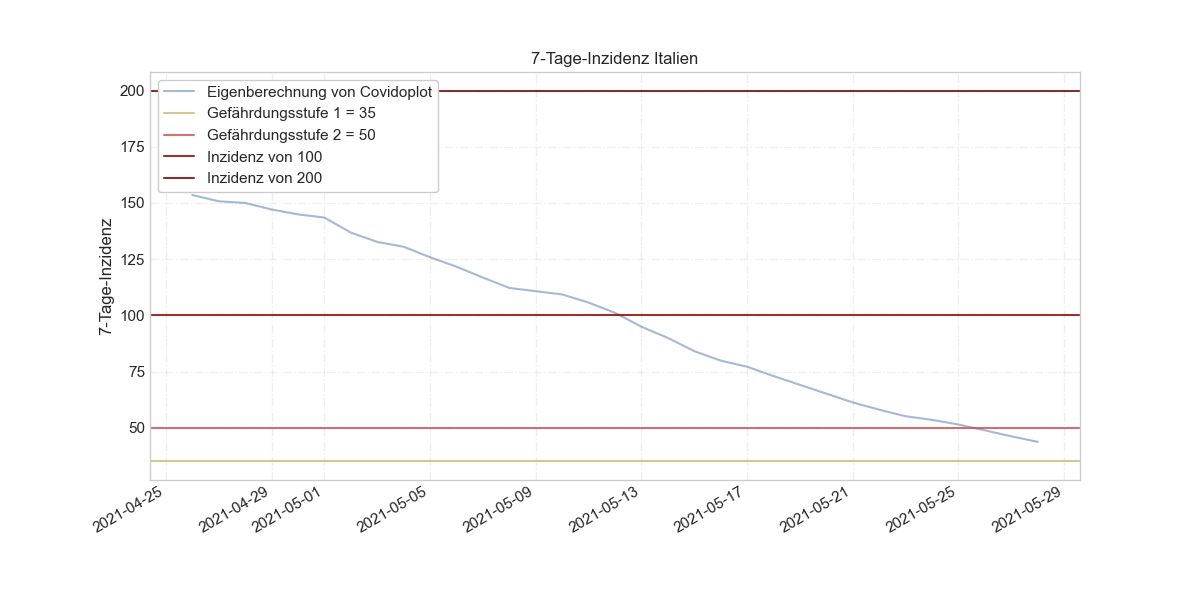 7-Tage-Inzidenz Italien
Eigenberechnung von Covidoplot
Gefährdungsstufe 1 = 35
Gefährdungsstufe 2 = 50
Inzidenz von 100
Inzidenz von 200
7-Tage-Inzidenz
200
175
150
125
100
75
50
2021-04-25
2021-04-29
2021-05-01
2021-05-05
2021-05-09
2021-05-13
2021-05-17
2021-05-21
2021-05-25
2021-05-29